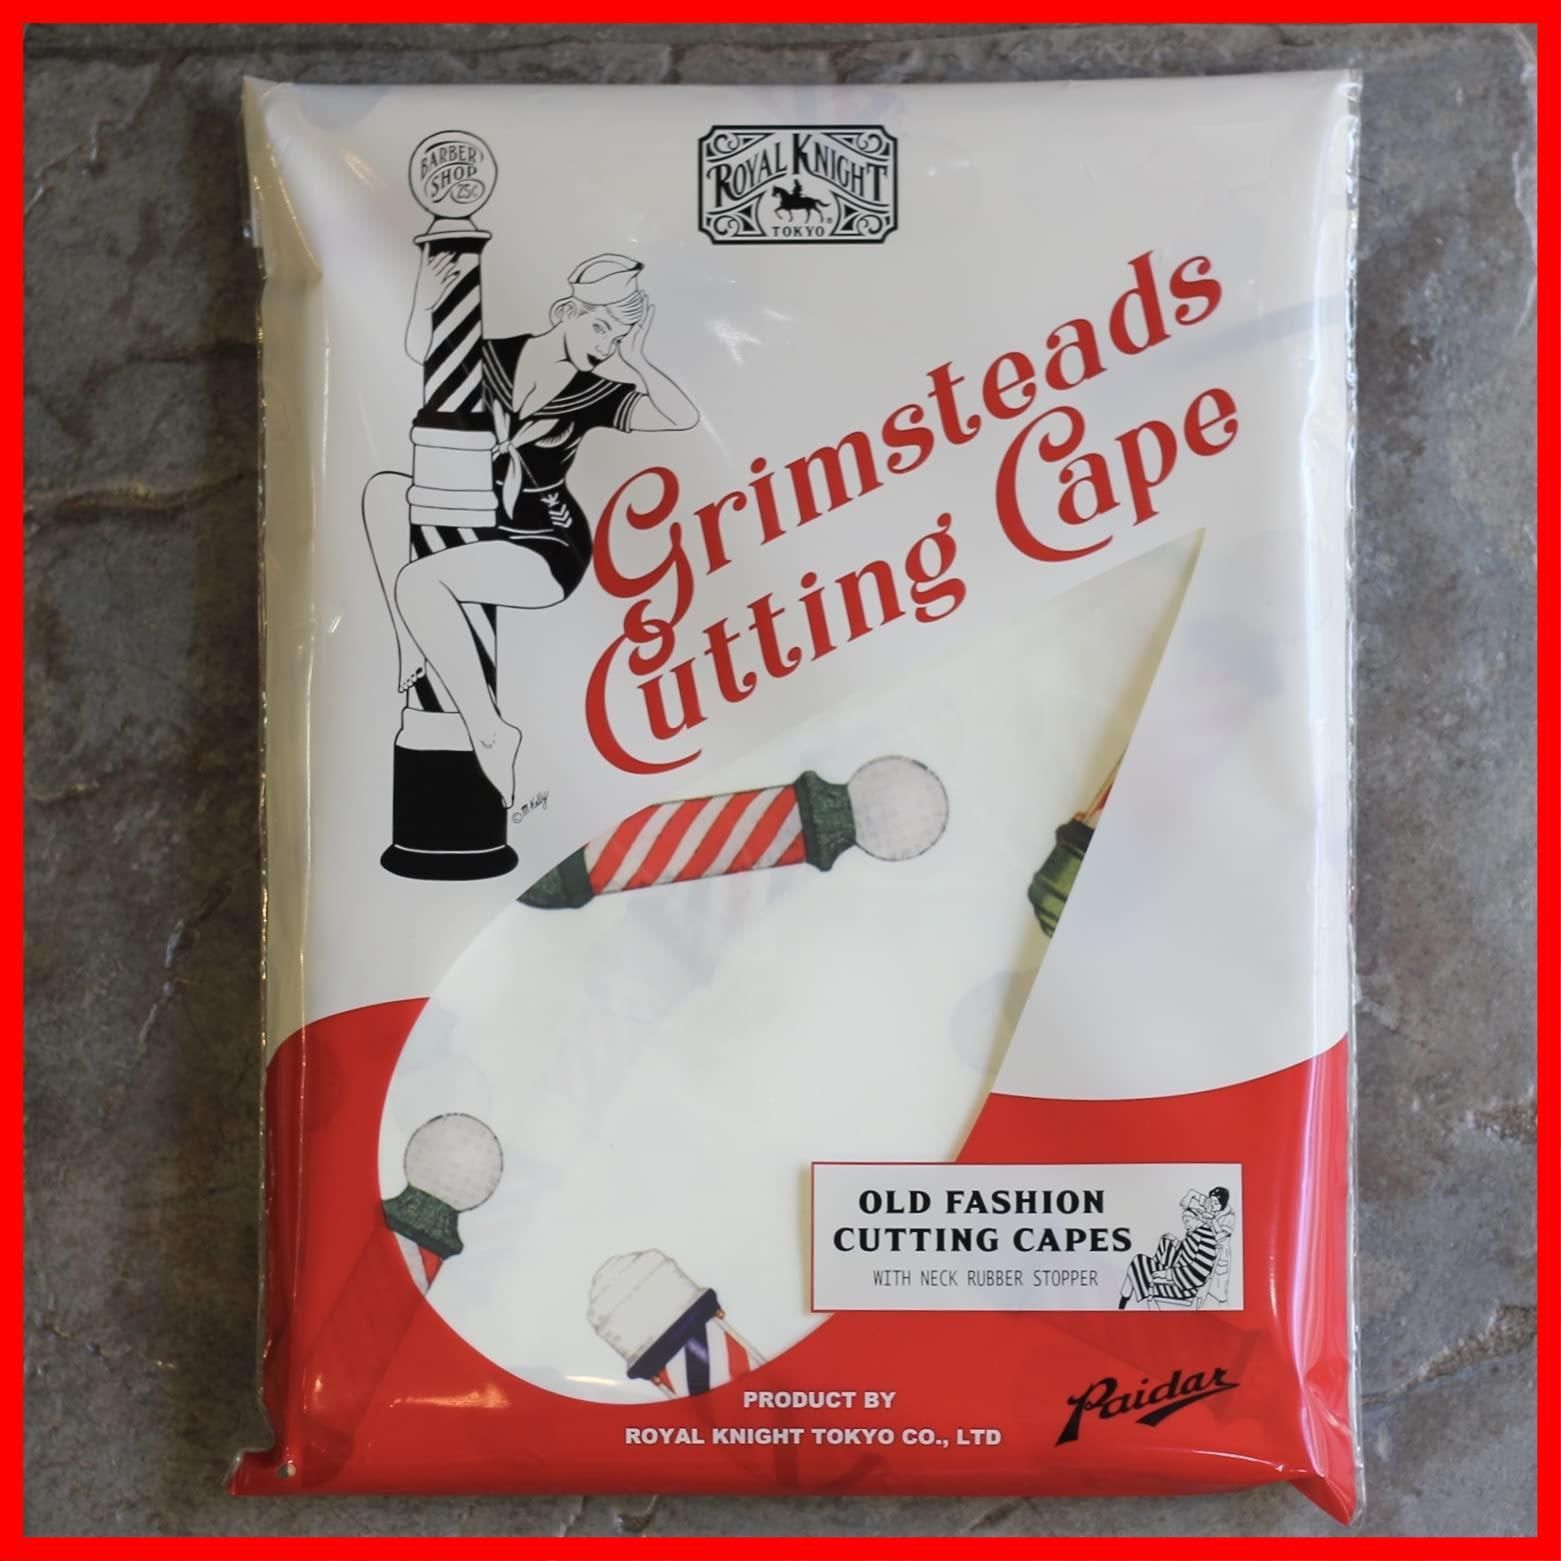 BARBER
SHOP
25¢
ROYAL KNIGHT
TOKYO
Grimsteads
Cutting Cape
© M. Kelly
OLD FASHION
CUTTING CAPES
WITH NECK RUBBER STOPPER
PRODUCT BY
ROYAL KNIGHT TOKYO CO., LTD
Paidar